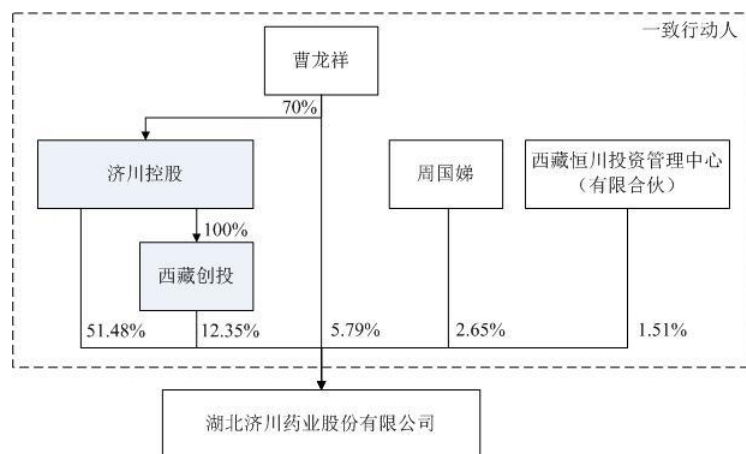 一致行动人
曹龙祥
70%
济川控股
周国娣
西藏恒川投资管理中心
（有限合伙）
100%
西藏创投
51.48%
12.35%
5.79%
2.65%
1.51%
湖北济川药业股份有限公司